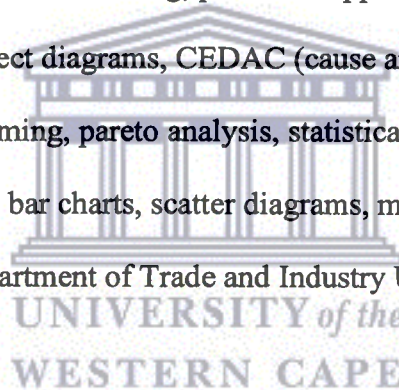 ect diagrams, CEDAC (cause a
ming, pareto analysis, statistica
bar charts, scatter diagrams, m
artment of Trade and Industry
UNIVERSITY of the
WESTERN CAPE